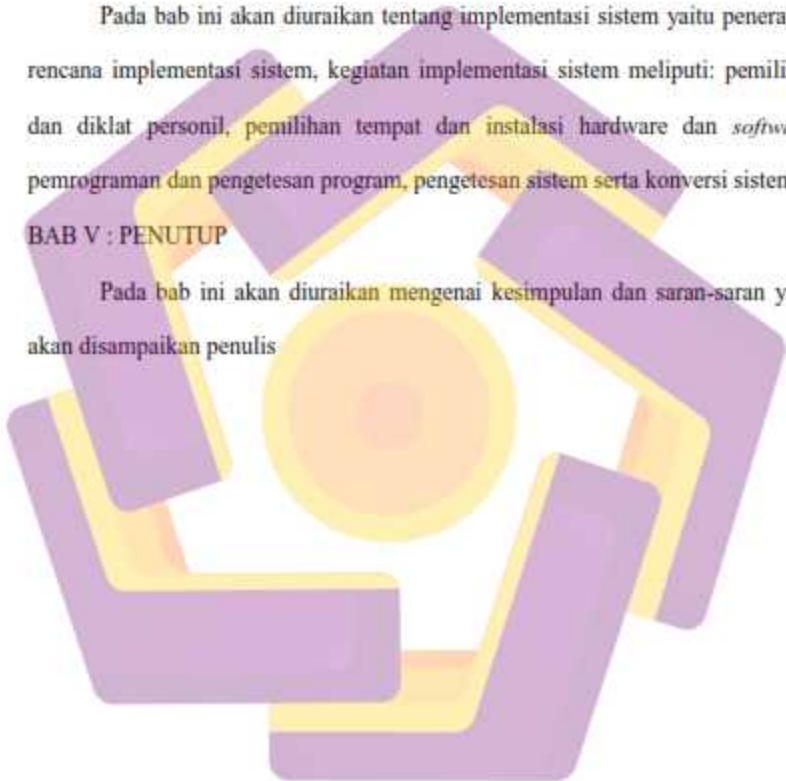 Pada bab ini akan diuraikan tentang implementasi sistem yaitu penera
rencana implementasi sistem, kegiatan implementasi sistem meliputi: pemili
dan diklat personil, pemilihan tempat dan instalasi hardware dan softw
pemrograman dan pengetesan program, pengetesan sistem serta konversi sistem
BAB V : PENUTUP
Pada bab ini akan diuraikan mengenai kesimpulan dan saran-saran y
akan disampaikan penulis